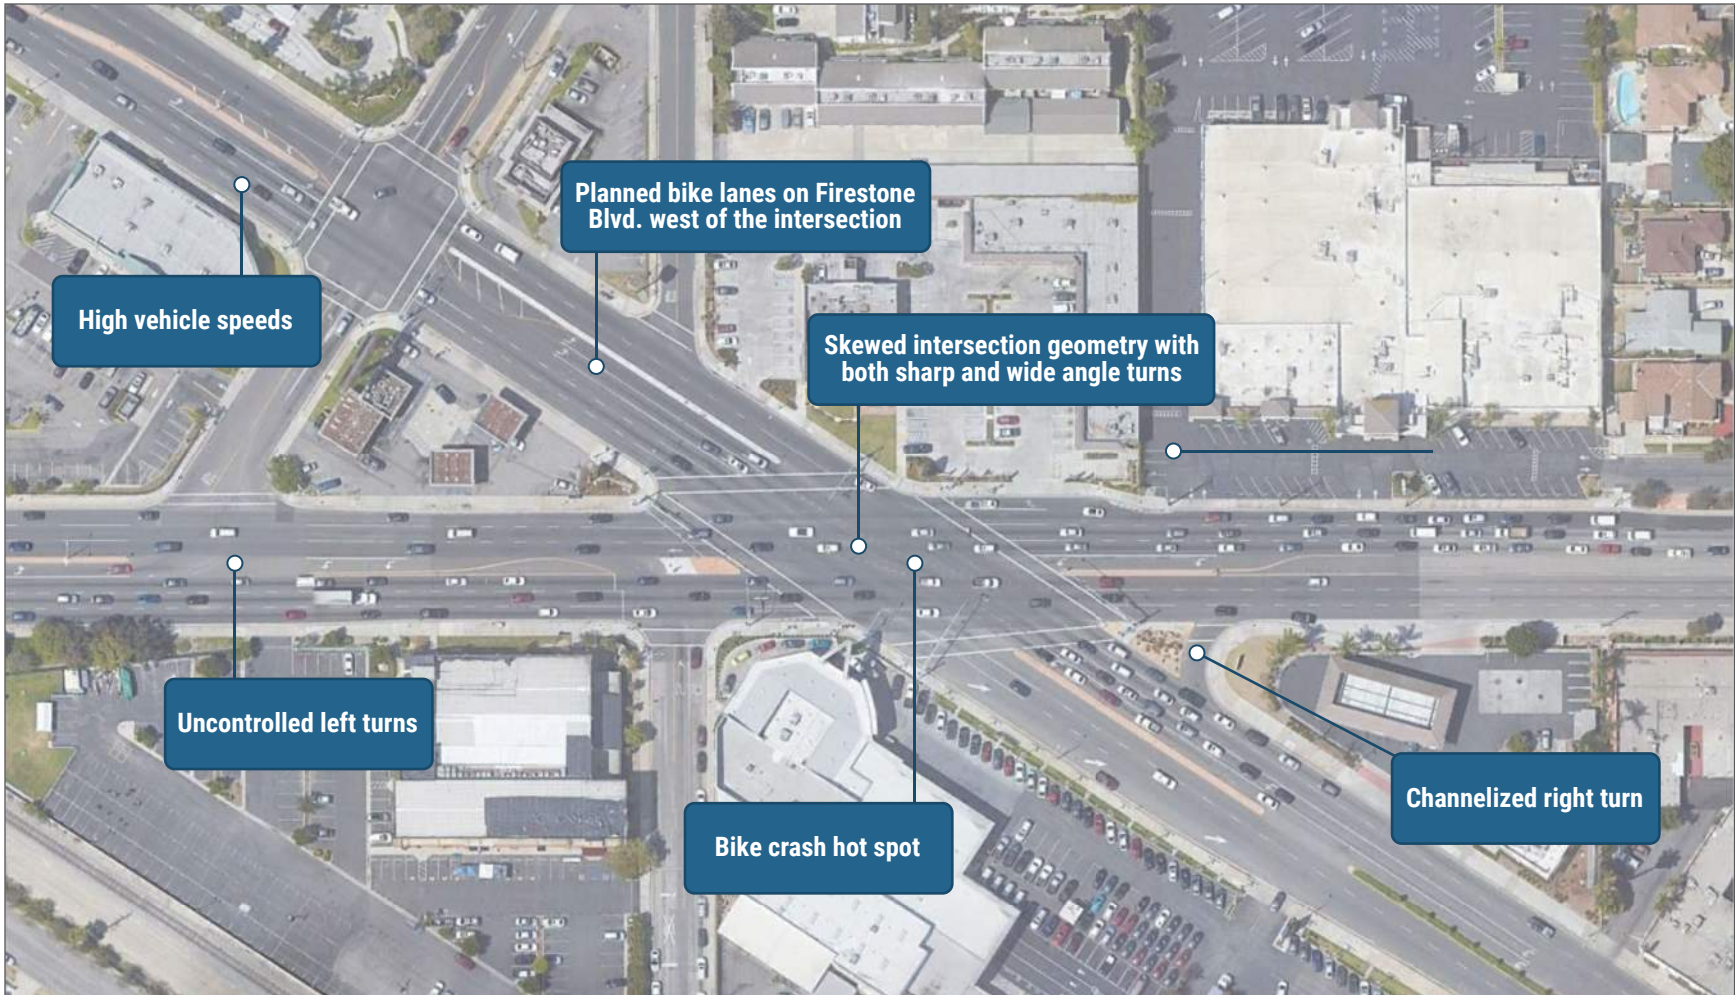 Planned bike lanes on Firestone
Blvd. west of the intersection
High vehicle speeds
Skewed intersection geometry with
both sharp and wide angle turns
Uncontrolled left turns
Channelized right turn
Bike crash hot spot